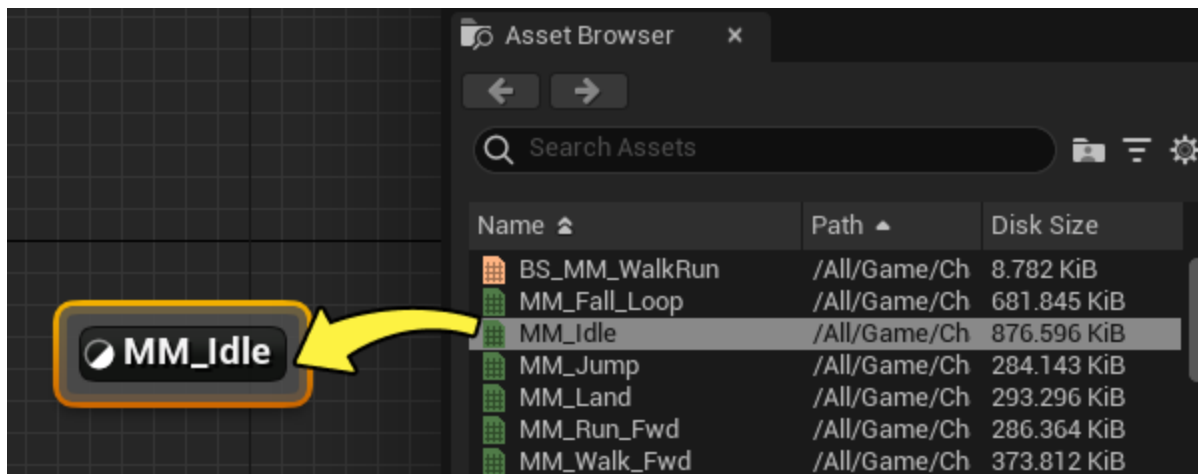 Asset Browser
Search Assets
Name Path Disk Size
BS_MM_WalkRun /All/Game/Ch 8.782 KiB
MM_Fall_Loop /All/Game/Ch 681.845 KiB
MM_Idle /All/Game/Ch 876.596 KiB
MM_Idle
MM_Jump /All/Game/Ch 284.143 KiB
MM_Land /All/Game/Ch 293.296 KiB
MM_Run_Fwd /All/Game/Ch 286.364 KiB
MM_Walk_Fwd /All/Game/Ch 373.812 KiB